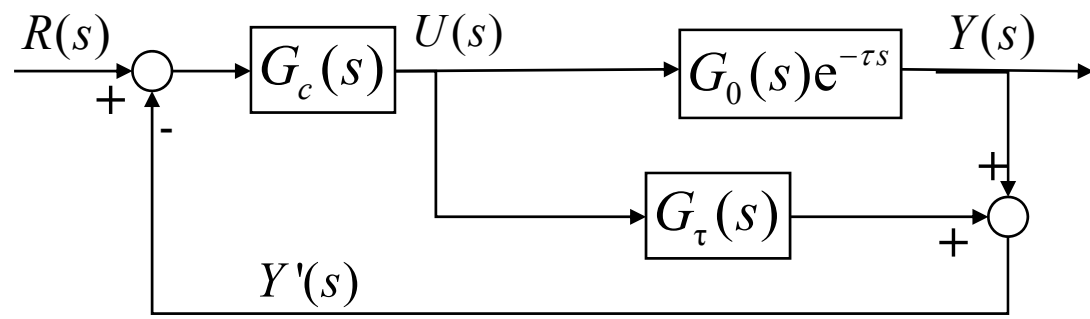 R(s)
U(s)
Y(s)
G_c(s)
G_0(s)e^{-τs}
+
-
+
G_τ(s)
+
Y'(s)